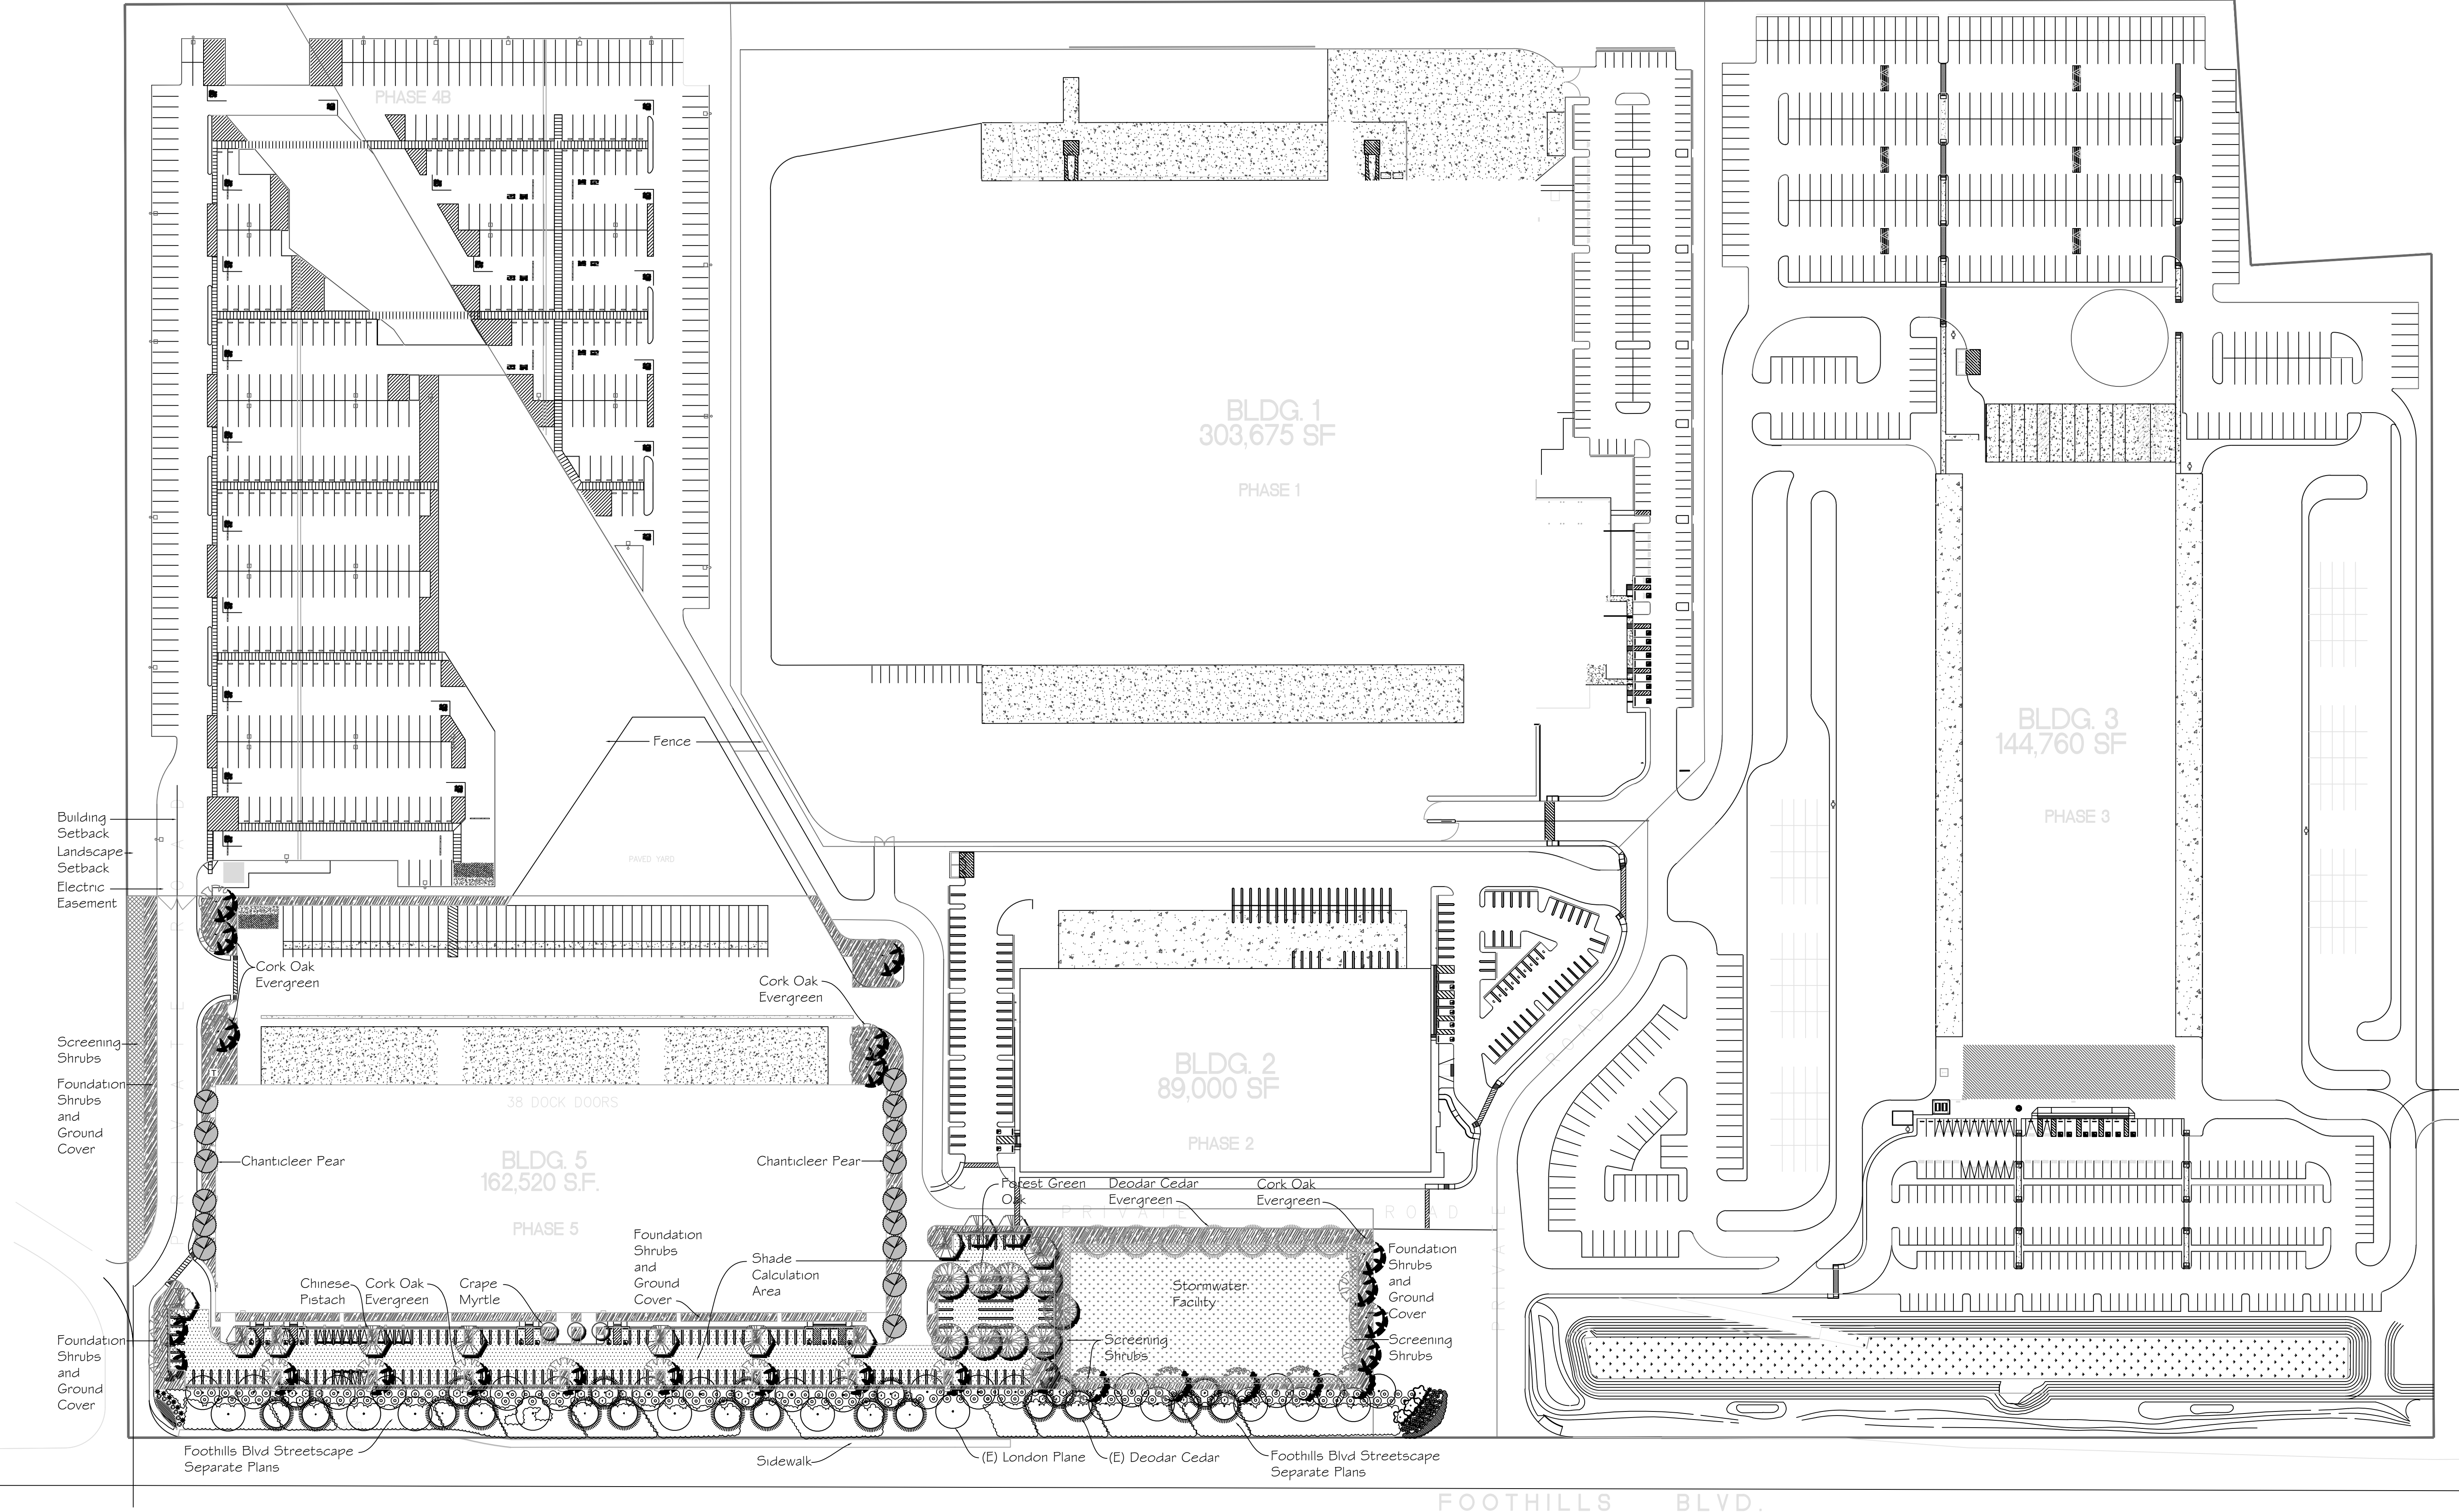 PHASE 4B
BLDG. 1
303,675 SF
PHASE 1
BLDG. 3
144,760 SF
PHASE 3
Fence
Building
Setback
Landscape
Setback
Electric
Easement
PAVED YARD
PRIVATE ROAD
Cork Oak
Evergreen
Cork Oak
Evergreen
Screening
Shrubs
Foundation
Shrubs
and
Ground
Cover
T
38 DOCK DOORS
Chanticleer Pear
Chanticleer Pear
BLDG. 5
162,520 S.F.
PHASE 5
BLDG. 2
89,000 SF
PHASE 2
ROAD
PRIVATE
Forest Green
Oak
Deodar Cedar
Evergreen
Cork Oak
Evergreen
PRIVATE ROAD
Foundation
Shrubs
and
Ground
Cover
Shade
Calculation
Area
Chinese
Pistach
Cork Oak
Evergreen
Crape
Myrtle
Stormwater
Facility
Foundation
Shrubs
and
Ground
Cover
Screening
Shrubs
Screening
Shrubs
Foundation
Shrubs
and
Ground
Cover
Foothills Blvd Streetscape
Separate Plans
Sidewalk
(E) London Plane
(E) Deodar Cedar
Foothills Blvd Streetscape
Separate Plans
FOOTHILLS BLVD.